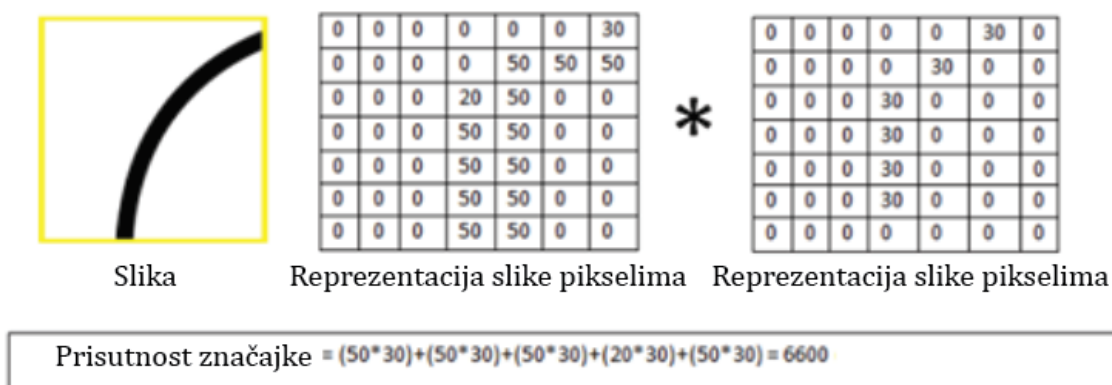 0 0 0 0 0 0 30
0 0 0 0 50 50 50
0 0 0 20 50 0 0
0 0 0 50 50 0 0
0 0 0 50 50 0 0
0 0 0 50 50 0 0
0 0 0 50 50 0 0
*
0 0 0 0 0 30 0
0 0 0 0 30 0 0
0 0 0 30 0 0 0
0 0 0 30 0 0 0
0 0 0 30 0 0 0
0 0 0 30 0 0 0
0 0 0 0 0 0 0
Slika
Reprezentacija slike pikselima
Reprezentacija slike pikselima
Prisutnost značajke = (50*30)+(50*30)+(50*30)+(20*30)+(50*30) = 6600